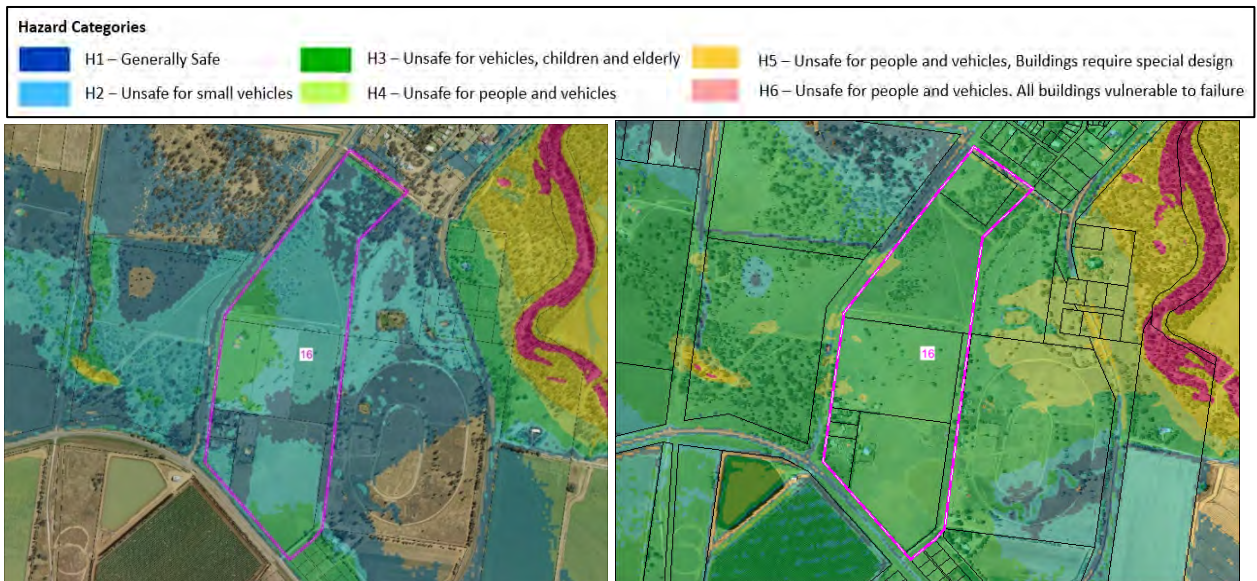 Hazard Categories
H1 – Generally Safe
H3 – Unsafe for vehicles, children and elderly
H5 – Unsafe for people and vehicles, Buildings require special design
H2 – Unsafe for small vehicles
H4 – Unsafe for people and vehicles
H6 – Unsafe for people and vehicles. All buildings vulnerable to failure
16
16